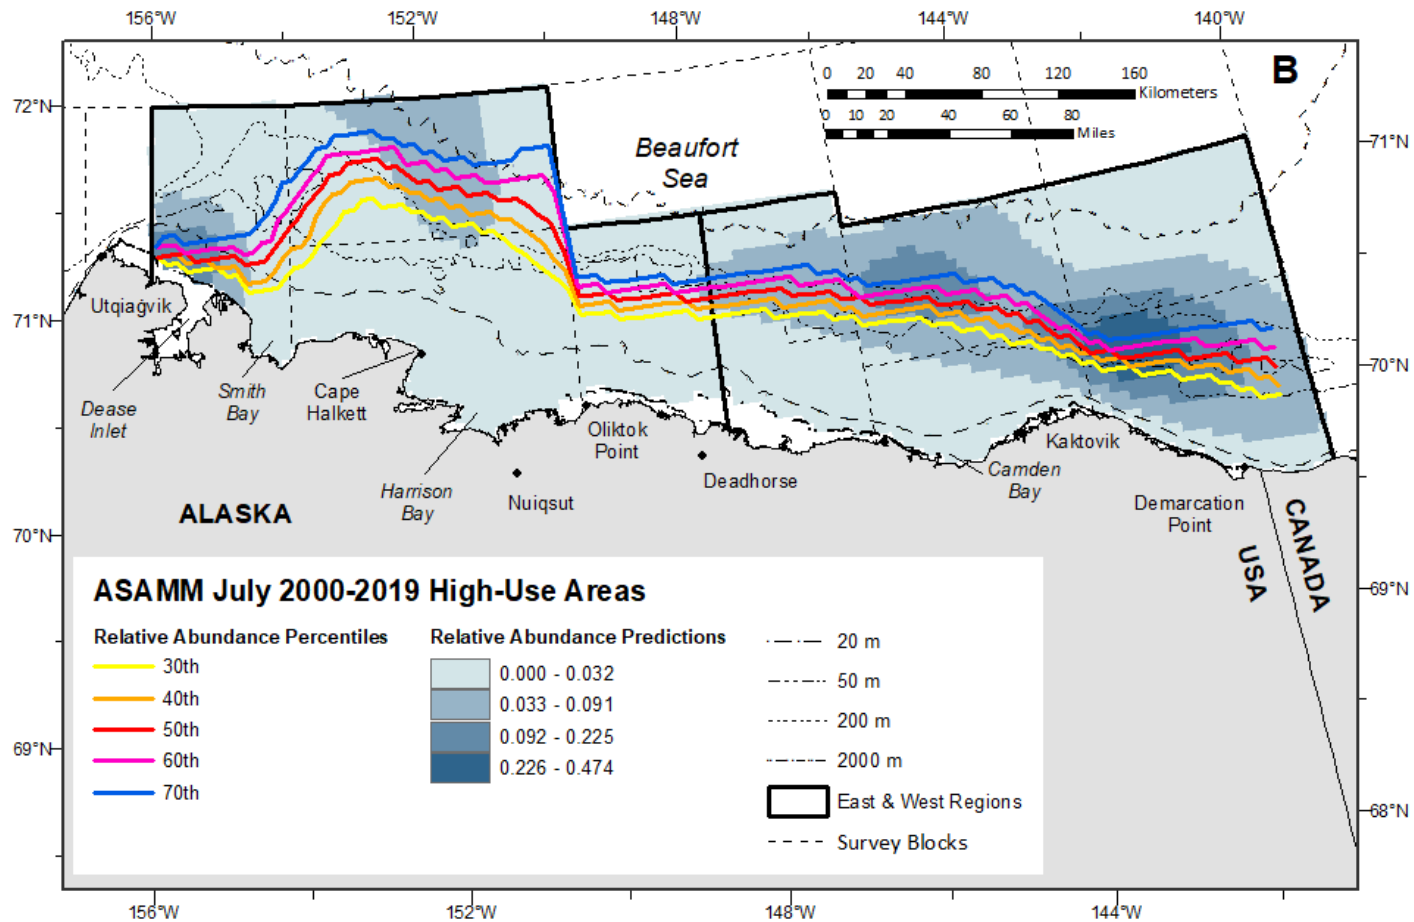 156°W 152°W 148°W 144°W 140°W
B
0 20 40 80 120 160
Kilometers
0 10 20 40 60 80
Miles
72°N
71°N
71°N
70°N
70°N
69°N
69°N
68°N
Beaufort
Sea
Utqiaġvik
Dease
Inlet
Smith
Bay
Cape
Halkett
Harrison
Bay
Nuiqsut
Oliktok
Point
Deadhorse
Camden
Bay
Kaktovik
Demarcation
Point
ALASKA
USA
CANADA
ASAMM July 2000-2019 High-Use Areas
Relative Abundance Percentiles
30th
40th
50th
60th
70th
Relative Abundance Predictions
0.000 - 0.032
0.033 - 0.091
0.092 - 0.225
0.226 - 0.474
20 m
50 m
200 m
2000 m
East & West Regions
Survey Blocks
156°W 152°W 148°W 144°W